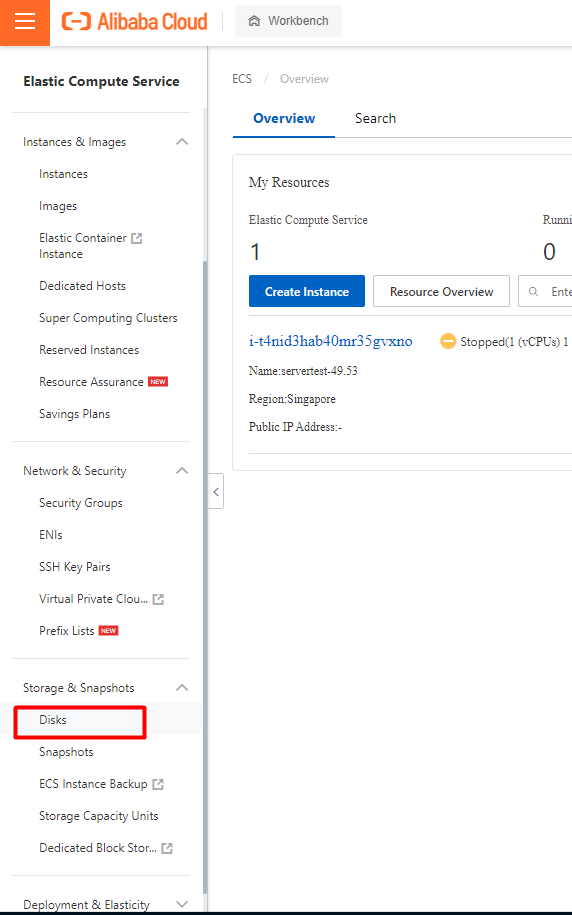 Alibaba Cloud
Workbench
Elastic Compute Service
Instances & Images
Instances
Images
Elastic Container
Instance
Dedicated Hosts
Super Computing Clusters
Reserved Instances
Resource Assurance NEW
Savings Plans
Network & Security
Security Groups
ENIs
SSH Key Pairs
Virtual Private Clou...
Prefix Lists NEW
Storage & Snapshots
Disks
Snapshots
ECS Instance Backup
Storage Capacity Units
Dedicated Block Stor...
Deployment & Elasticity
ECS / Overview
Overview Search
My Resources
Elastic Compute Service Runni
1 0
Create Instance Resource Overview Ente
i-t4nid3hab40mr35gvxno Stopped(1 (vCPUs) 1
Name:servertest-49.53
Region:Singapore
Public IP Address:-